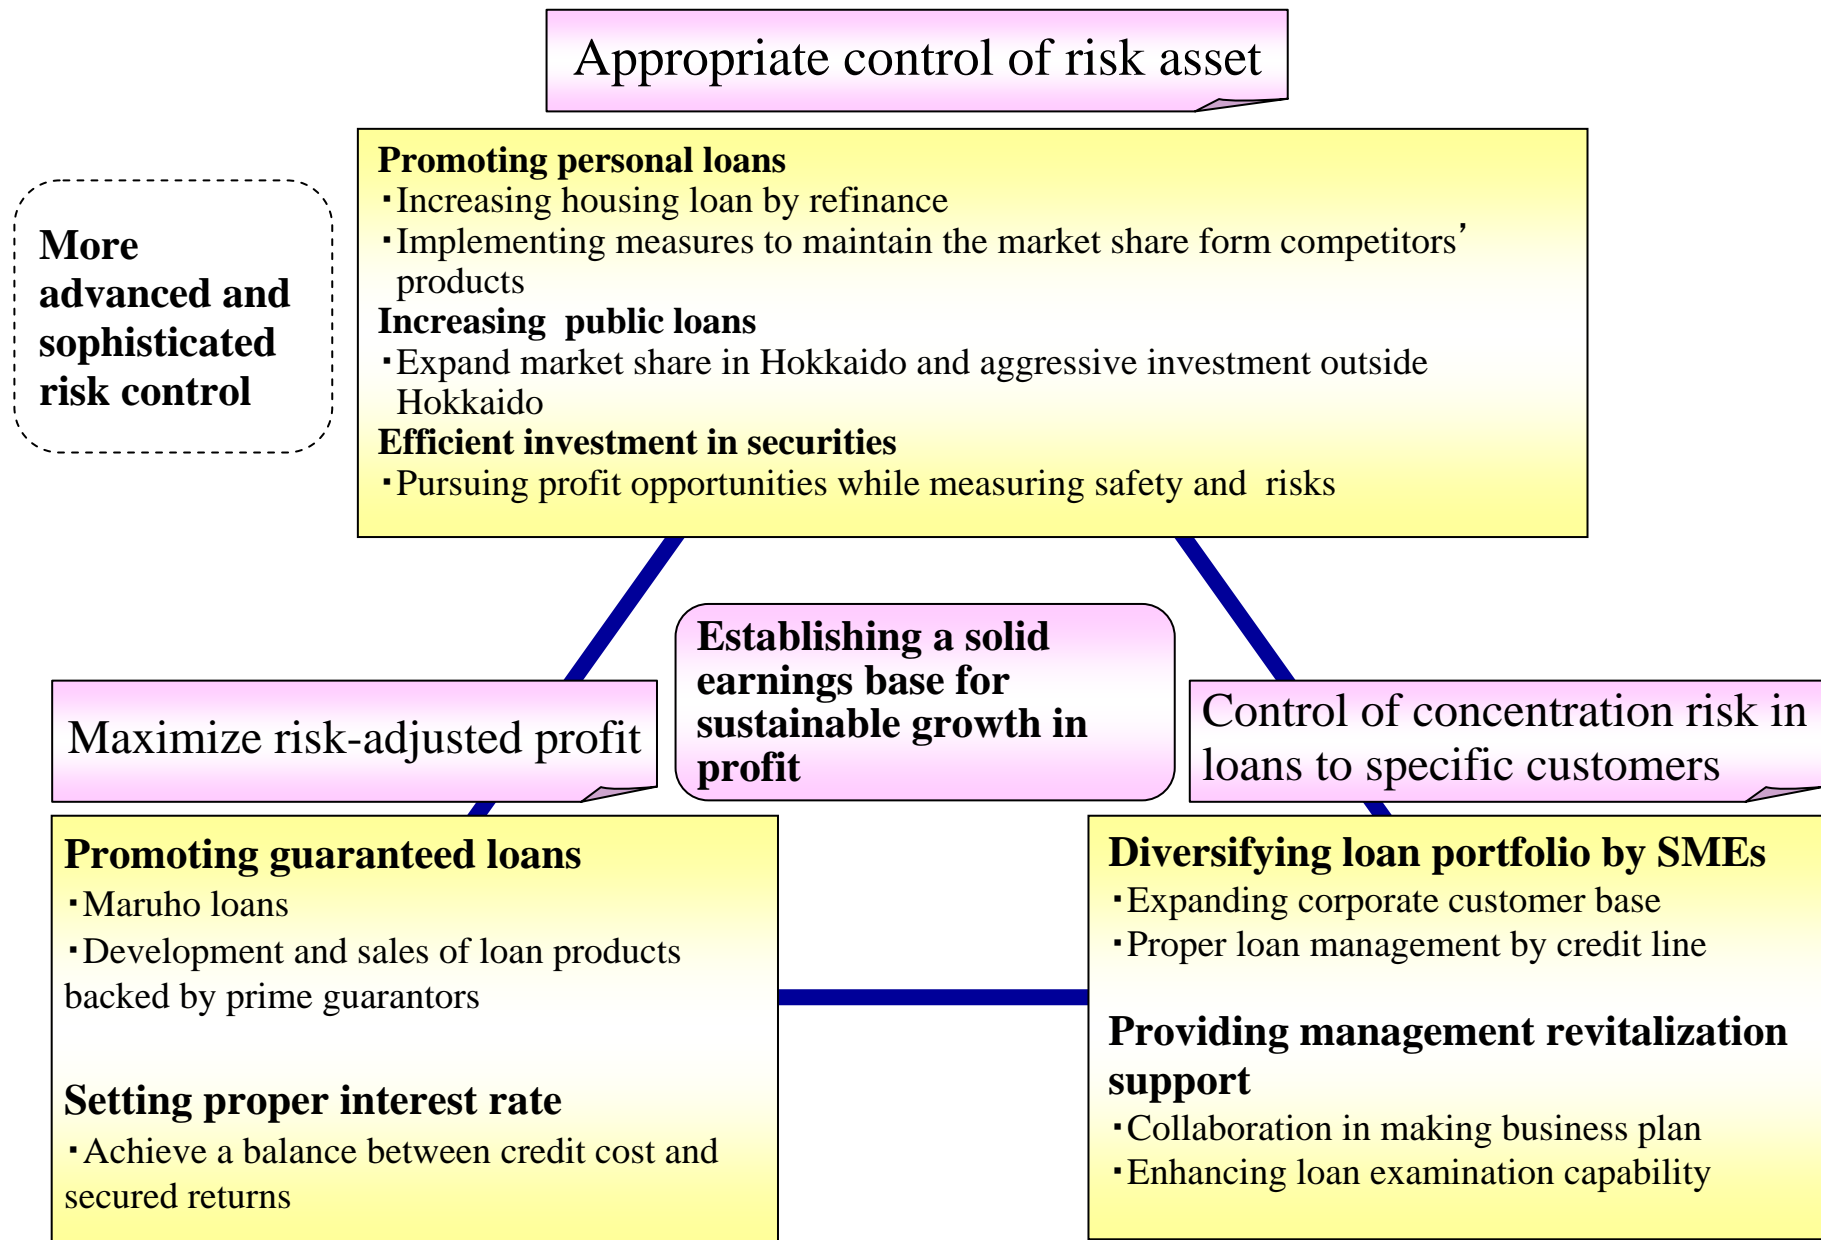 Appropriate control of risk asset
More
advanced and
sophisticated
risk control
Promoting personal loans
･Increasing housing loan by refinance
･Implementing measures to maintain the market share form competitors’
products
Increasing  public loans
･Expand market share in Hokkaido and aggressive investment outside
Hokkaido
Efficient investment in securities
･Pursuing profit opportunities while measuring safety and  risks
Establishing a solid
earnings base for
sustainable growth in
profit
Maximize risk-adjusted profit
Promoting guaranteed loans
･Maruho loans
･Development and sales of loan products
backed by prime guarantors
Setting proper interest rate
･Achieve a balance between credit cost and
secured returns
Control of concentration risk in
loans to specific customers
Diversifying loan portfolio by SMEs
･Expanding corporate customer base
･Proper loan management by credit line
Providing management revitalization
support
･Collaboration in making business plan
･Enhancing loan examination capability